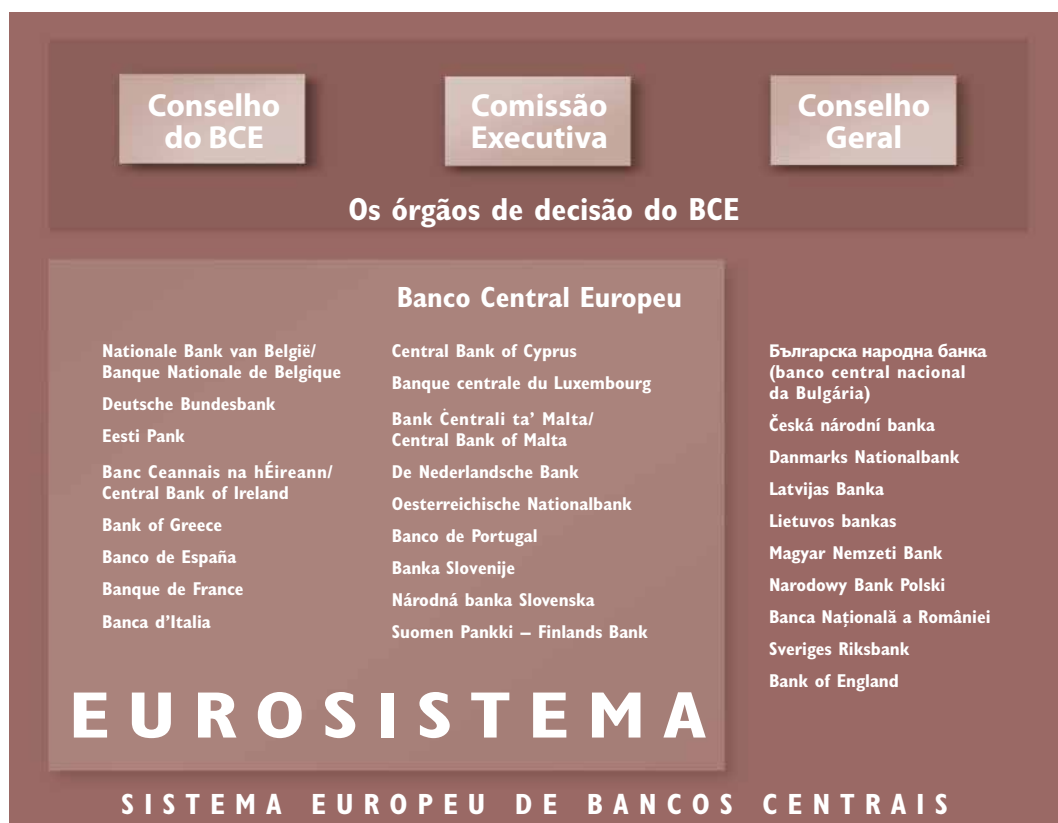 Conselho
do BCE
Comissão
Executiva
Conselho
Geral
Os órgãos de decisão do BCE
Banco Central Europeu
Nationale Bank van België/
Banque Nationale de Belgique
Deutsche Bundesbank
Eesti Pank
Banc Ceannais na hÉireann/
Central Bank of Ireland
Bank of Greece
Banco de España
Banque de France
Banca d’Italia
Central Bank of Cyprus
Banque centrale du Luxembourg
Bank Ċentrali ta’ Malta/
Central Bank of Malta
De Nederlandsche Bank
Oesterreichische Nationalbank
Banco de Portugal
Banka Slovenije
Národná banka Slovenska
Suomen Pankki – Finlands Bank
EUROSISTEMA
Българска народна банка
(banco central nacional
da Bulgária)
Česká národní banka
Danmarks Nationalbank
Latvijas Banka
Lietuvos bankas
Magyar Nemzeti Bank
Narodowy Bank Polski
Banca Națională a României
Sveriges Riksbank
Bank of England
SISTEMA EUROPEU DE BANCOS CENTRAIS